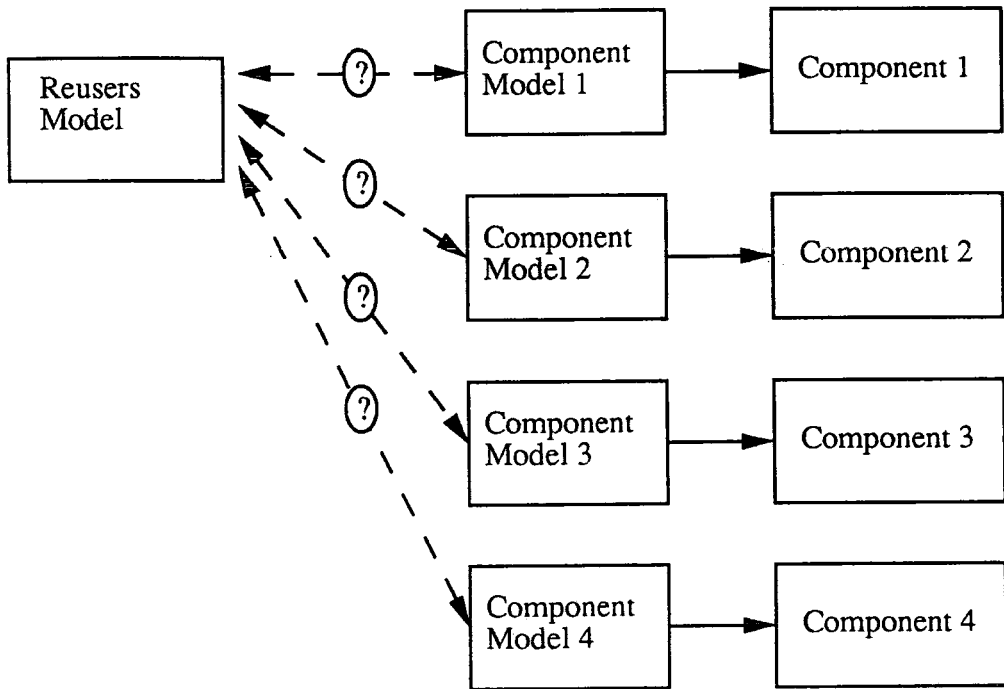 Reusers
Model
?
Component
Model 1
Component 1
?
Component
Model 2
Component 2
?
Component
Model 3
Component 3
?
Component
Model 4
Component 4